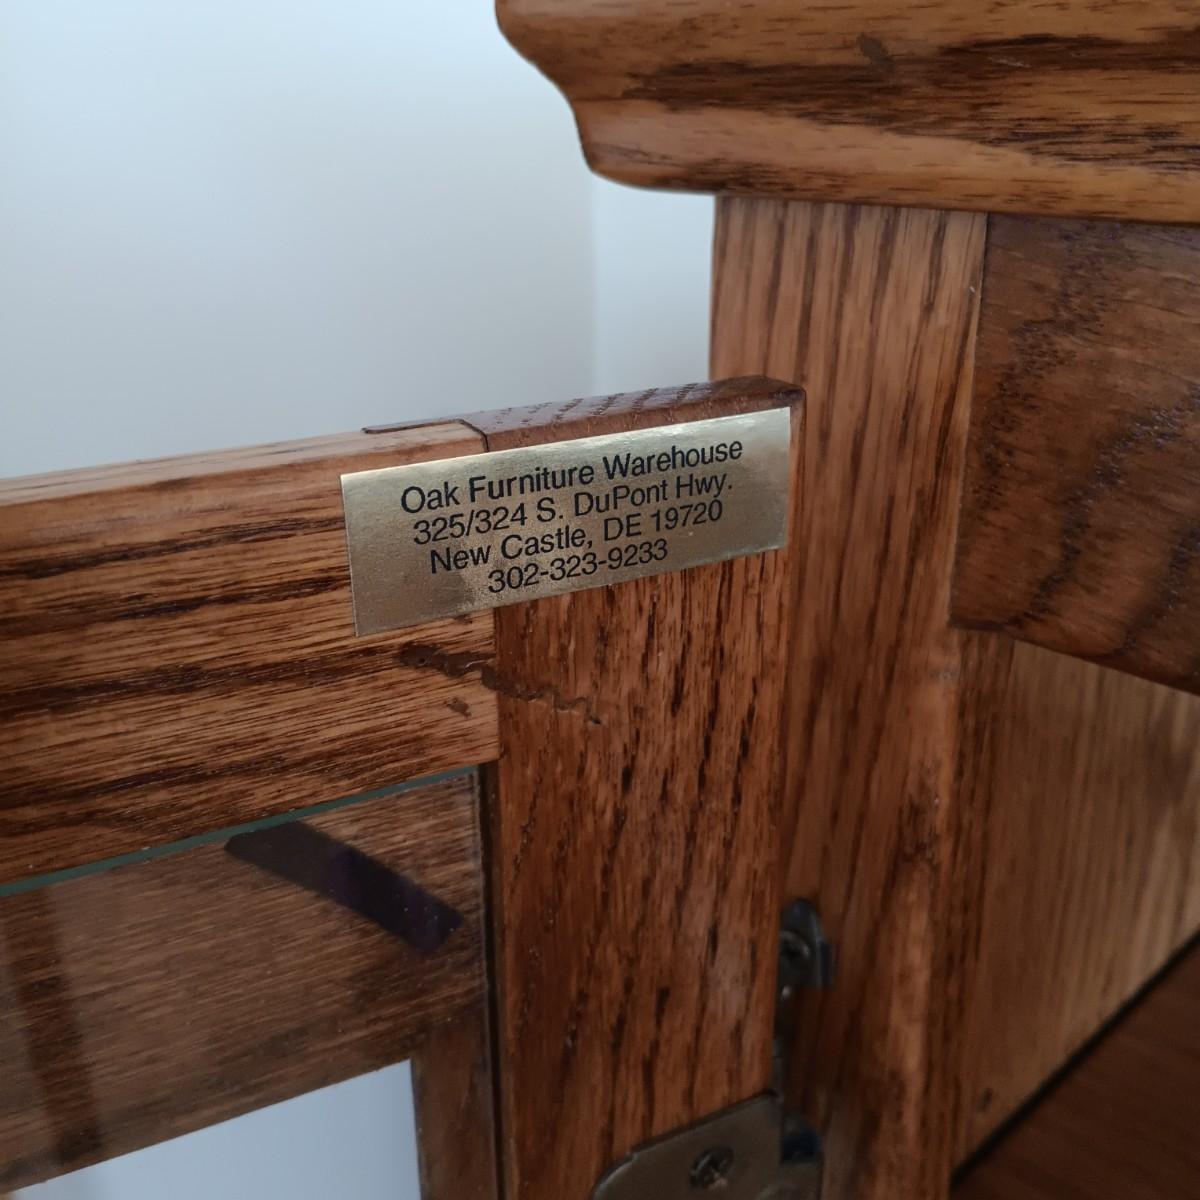 Oak Furniture Warehouse
325/324 S. DuPont Hwy.
New Castle, DE 19720
302-323-9233